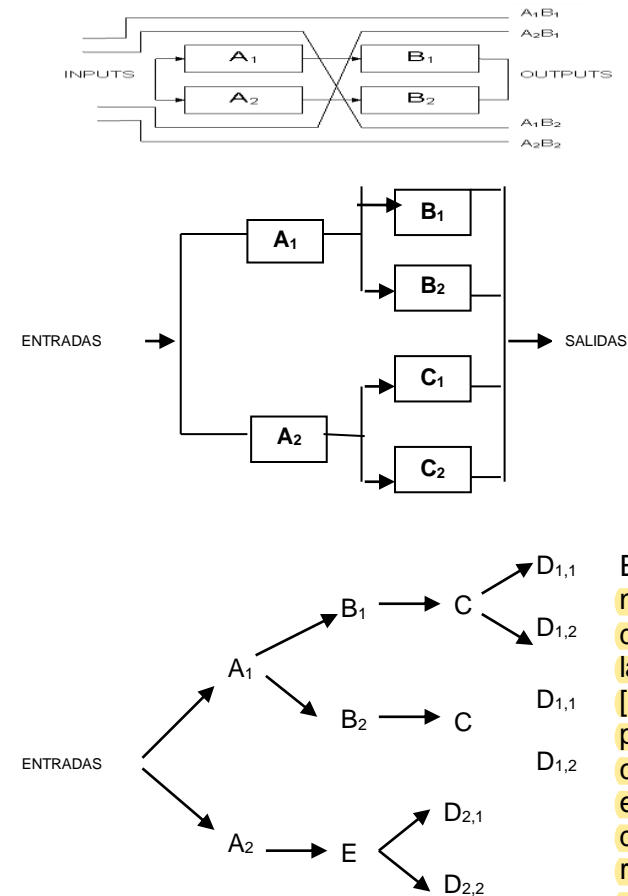 A₁B₁
A₂B₁
A₁ B₁
INPUTS OUTPUTS
A₂ B₂
A₁B₂
A₂B₂
B₁
A₁
B₂
ENTRADAS SALIDAS
C₁
A₂
C₂
D₁,₁
B₁ C
D₁,₂
A₁
D₁,₁
B₂ C
D₁,₂
ENTRADAS
D₂,₁
A₂ E
D₂,₂